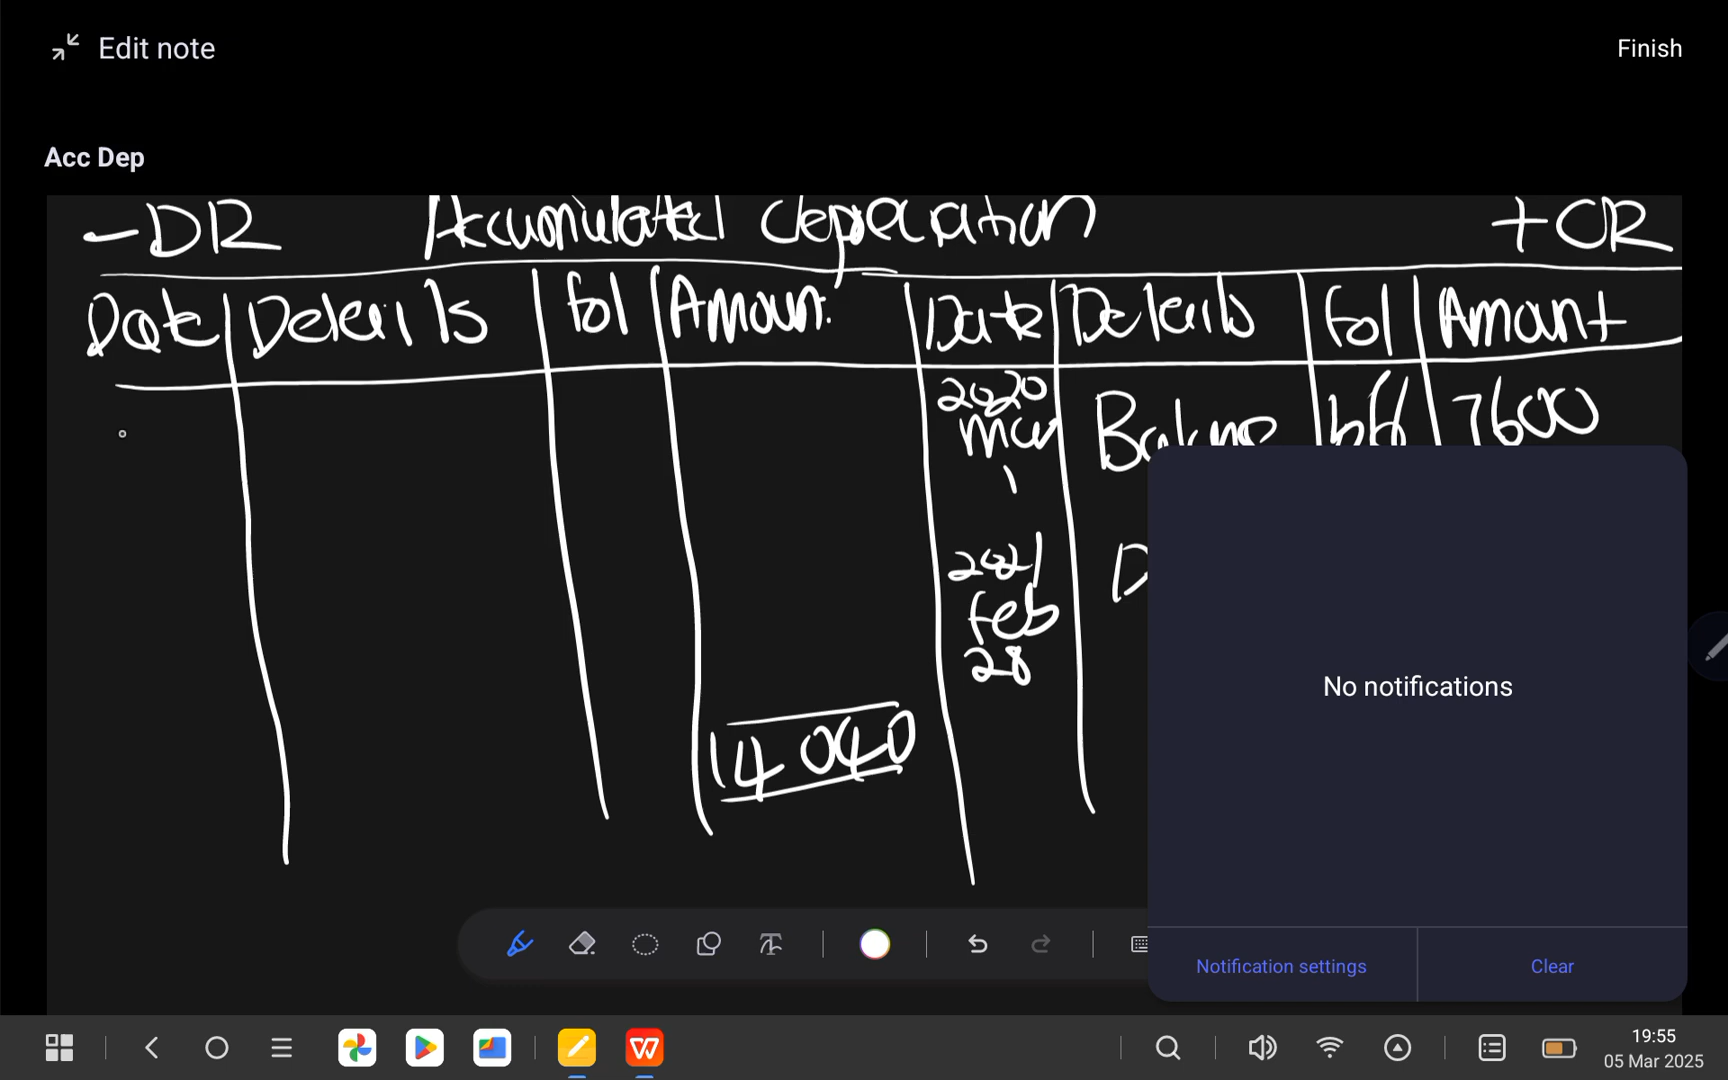 Edit note
Finish
Acc Dep
-DR Accumulated depreciation +CR
Date Details fol Amoun. Date Details fol Amount
2020
Mar Balance b/f 7600
1
2021 D
Feb
28
14 040
No notifications
Notification settings Clear
19:55
05 Mar 2025